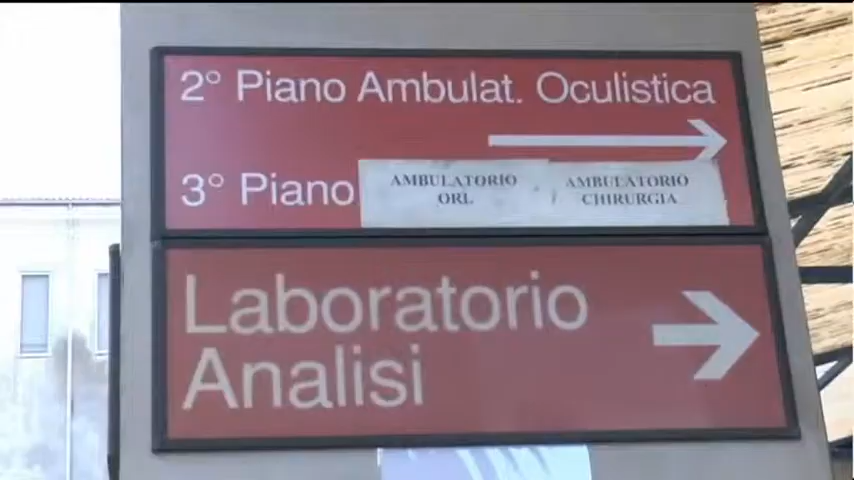 2° Piano Ambulat. Oculistica
3° Piano
AMBULATORIO
ORL
AMBULATORIO
CHIRURGIA
Laboratorio
Analisi